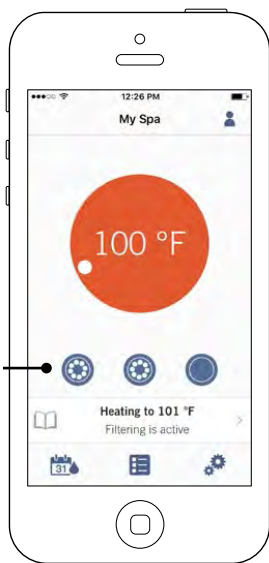 12:26 PM
My Spa
100 °F
Heating to 101 °F
Filtering is active
31